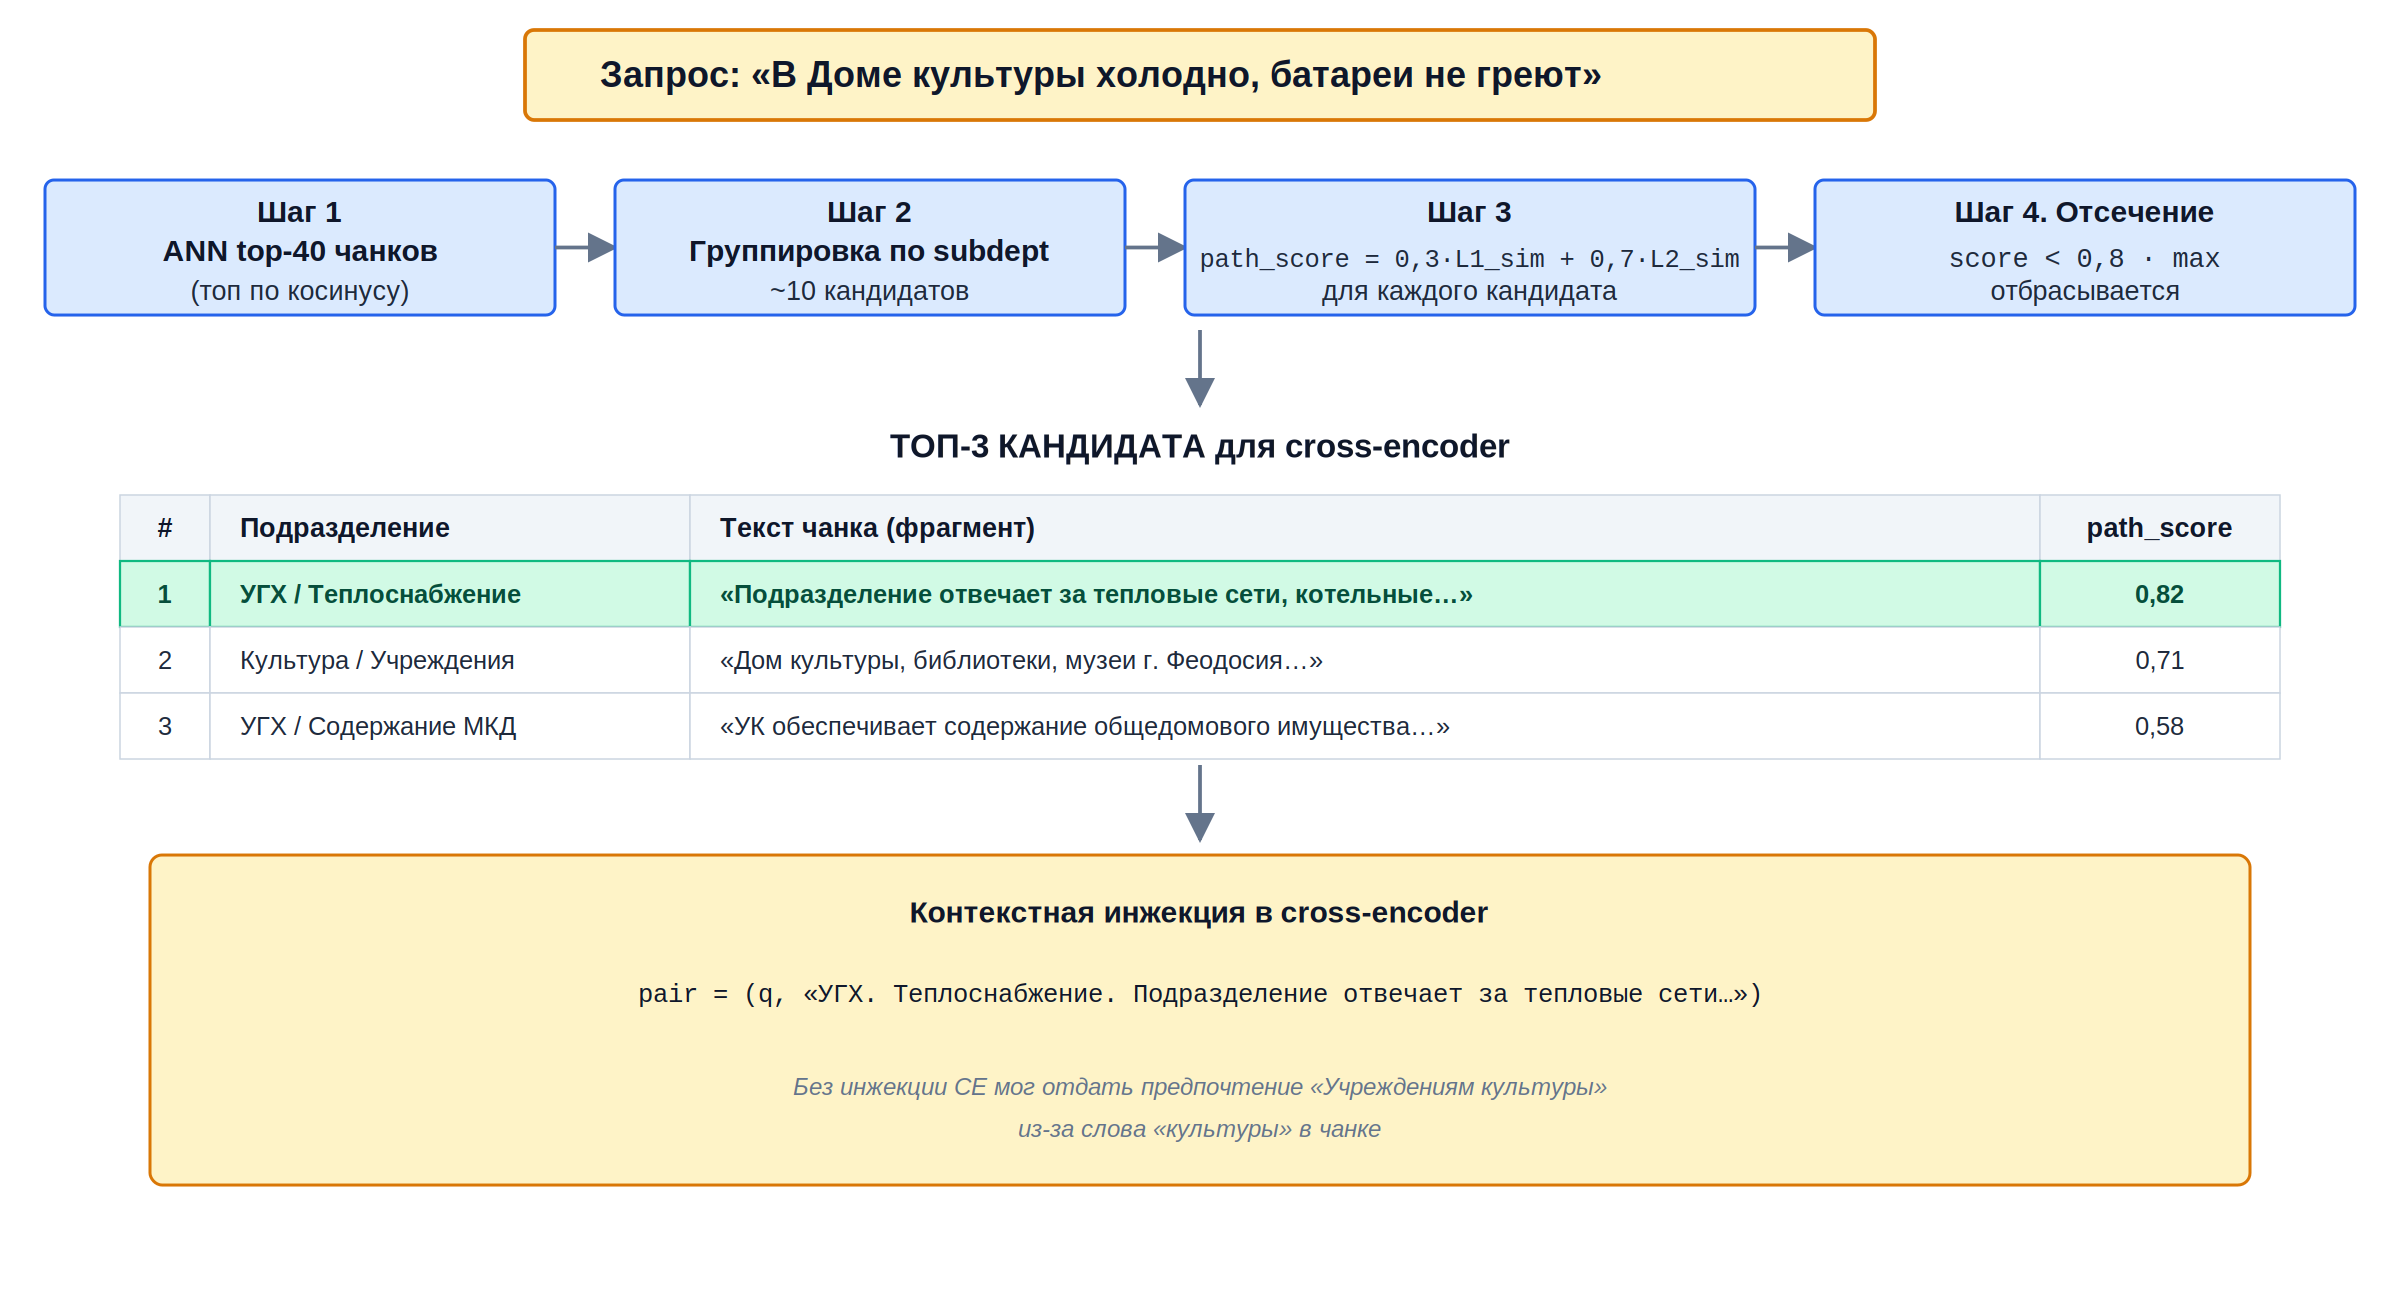 Запрос: «В Доме культуры холодно, батареи не греют»
Шаг 1
ANN top-40 чанков
(топ по косинусу)
Шаг 2
Группировка по subdept
~10 кандидатов
Шаг 3
path_score = 0,3·L1_sim + 0,7·L2_sim
для каждого кандидата
Шаг 4. Отсечение
score < 0,8 · max
отбрасывается
ТОП-3 КАНДИДАТА для cross-encoder
# Подразделение Текст чанка (фрагмент) path_score
1 УГХ / Теплоснабжение «Подразделение отвечает за тепловые сети, котельные…» 0,82
2 Культура / Учреждения «Дом культуры, библиотеки, музеи г. Феодосия…» 0,71
3 УГХ / Содержание МКД «УК обеспечивает содержание общедомового имущества…» 0,58
Контекстная инжекция в cross-encoder
pair = (q, «УГХ. Теплоснабжение. Подразделение отвечает за тепловые сети…»)
Без инжекции CE мог отдать предпочтение «Учреждениям культуры»
из-за слова «культуры» в чанке